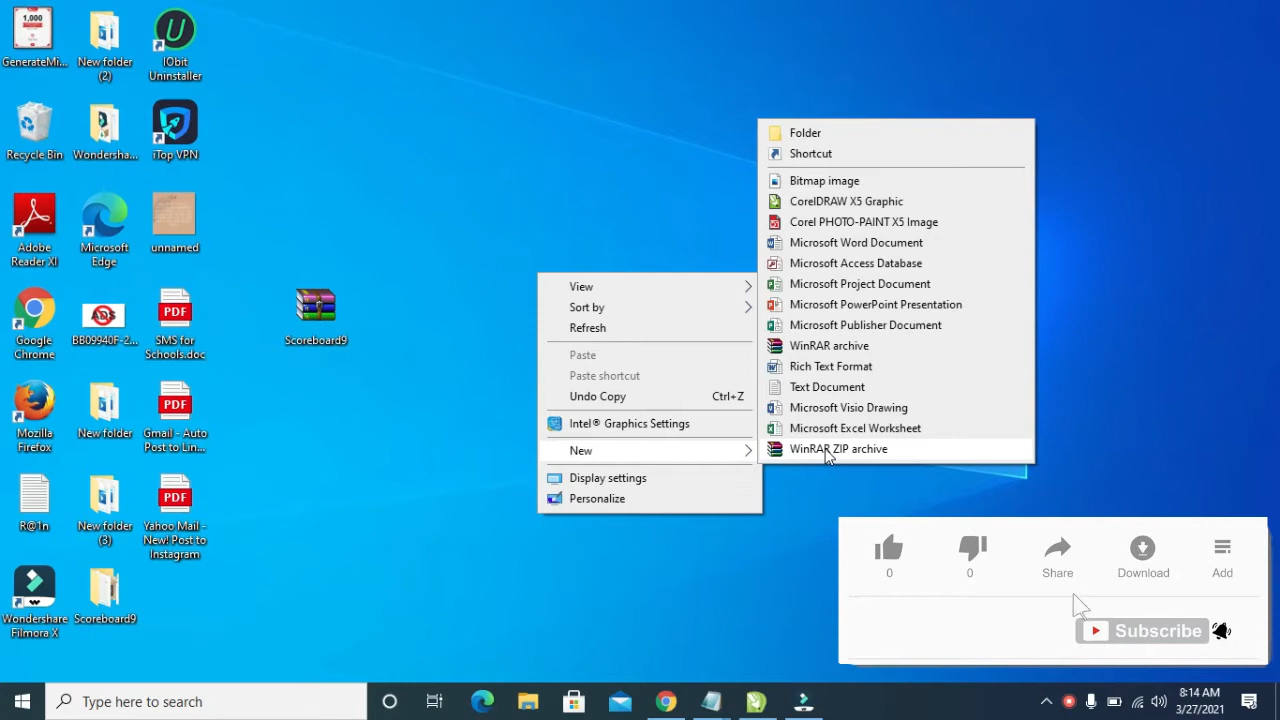 1,000
GenerateMi...
New folder
(2)
IObit
Uninstaller
Recycle Bin
Wondersha...
iTop VPN
Adobe
Reader XI
Microsoft
Edge
unnamed
Google
Chrome
ADS
BB09940F-2...
PDF
SMS for
Schools.doc
Scoreboard9
Mozilla
Firefox
New folder
PDF
Gmail - Auto
Post to Lin...
R@1n
New folder
(3)
PDF
Yahoo Mail -
New! Post to
Instagram
Wondershare
Filmora X
Scoreboard9
View
Sort by
Refresh
Paste
Paste shortcut
Undo Copy Ctrl+Z
Intel® Graphics Settings
New
Display settings
Personalize
Folder
Shortcut
Bitmap image
CorelDRAW X5 Graphic
Corel PHOTO-PAINT X5 Image
Microsoft Word Document
Microsoft Access Database
Microsoft Project Document
Microsoft PowerPoint Presentation
Microsoft Publisher Document
WinRAR archive
Rich Text Format
Text Document
Microsoft Visio Drawing
Microsoft Excel Worksheet
WinRAR ZIP archive
0 0 Share Download Add
Subscribe
Type here to search
8:14 AM
3/27/2021